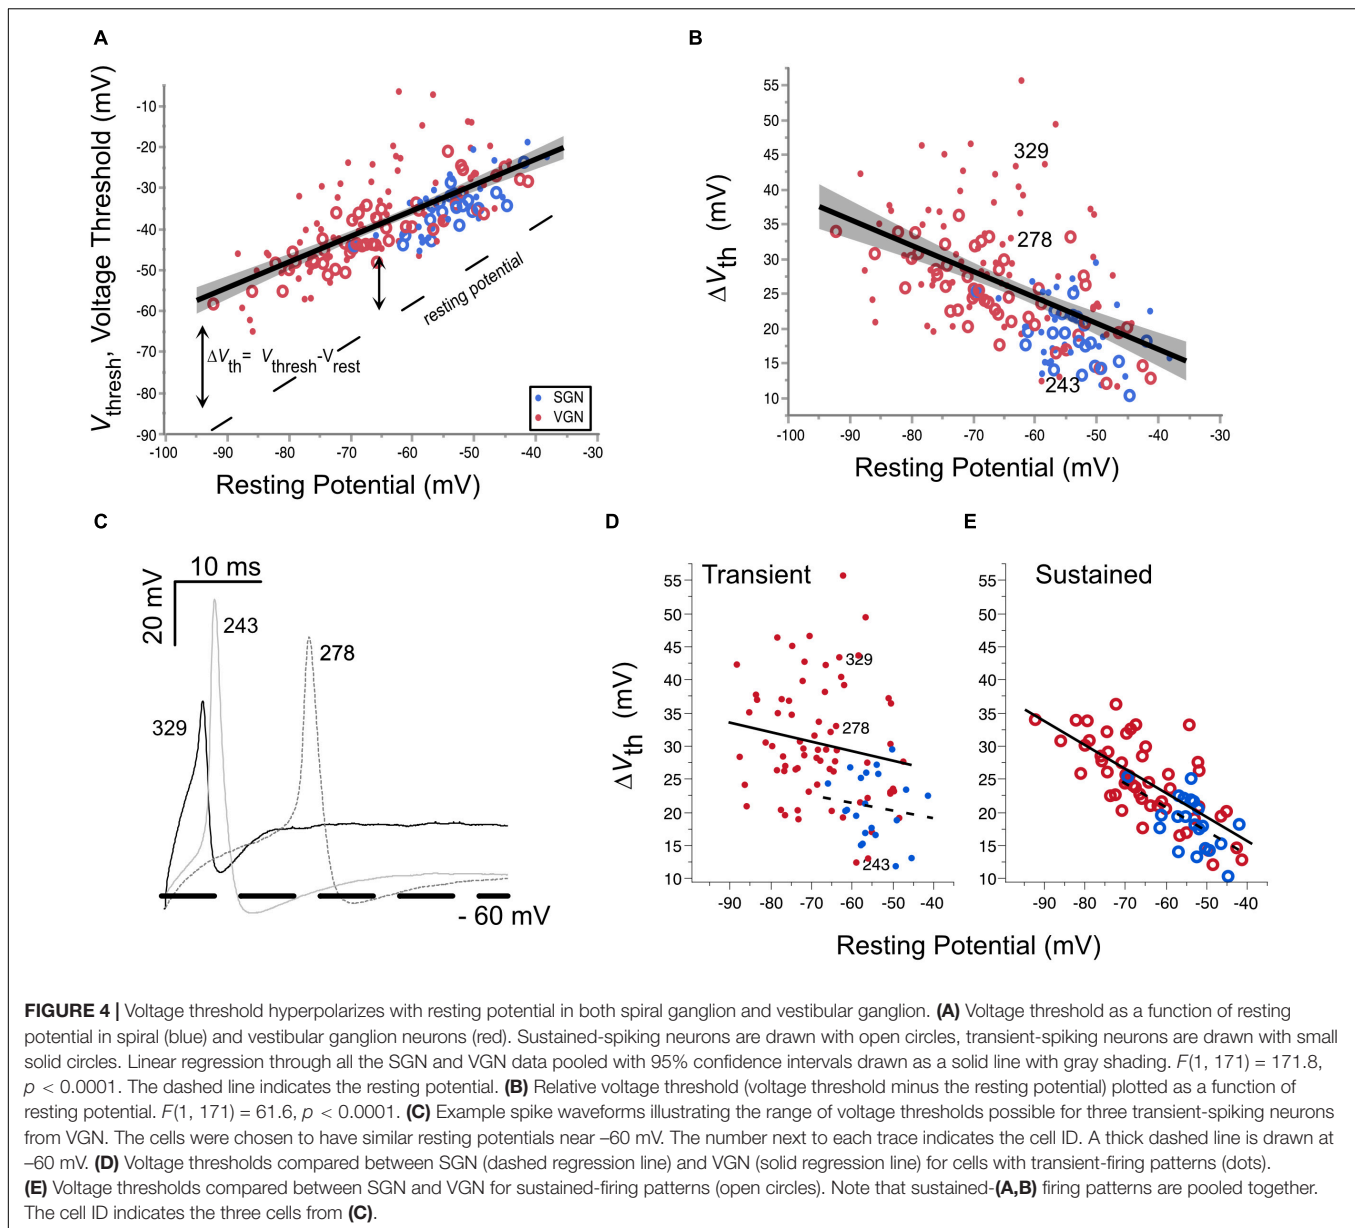 A
V_thresh, Voltage Threshold (mV)
-10
-20
-30
-40
-50
-60
-70
-80
-90
resting potential
ΔV_th = V_thresh-V_rest
SGN
VGN
-100 -90 -80 -70 -60 -50 -40 -30
Resting Potential (mV)
B
ΔV_th (mV)
55
50
45
40
35
30
25
20
15
10
329
278
243
-100 -90 -80 -70 -60 -50 -40 -30
Resting Potential (mV)
C
10 ms
20 mV
243
278
329
- 60 mV
D
Transient
ΔV_th (mV)
55
50
45
40
35
30
25
20
15
10
329
278
243
-90 -80 -70 -60 -50 -40
E
Sustained
55
50
45
40
35
30
25
20
15
10
-90 -80 -70 -60 -50 -40
Resting Potential (mV)
FIGURE 4 | Voltage threshold hyperpolarizes with resting potential in both spiral ganglion and vestibular ganglion. (A) Voltage threshold as a function of resting
potential in spiral (blue) and vestibular ganglion neurons (red). Sustained-spiking neurons are drawn with open circles, transient-spiking neurons are drawn with small
solid circles. Linear regression through all the SGN and VGN data pooled with 95% confidence intervals drawn as a solid line with gray shading. F(1, 171) = 171.8,
p < 0.0001. The dashed line indicates the resting potential. (B) Relative voltage threshold (voltage threshold minus the resting potential) plotted as a function of
resting potential. F(1, 171) = 61.6, p < 0.0001. (C) Example spike waveforms illustrating the range of voltage thresholds possible for three transient-spiking neurons
from VGN. The cells were chosen to have similar resting potentials near –60 mV. The number next to each trace indicates the cell ID. A thick dashed line is drawn at
–60 mV. (D) Voltage thresholds compared between SGN (dashed regression line) and VGN (solid regression line) for cells with transient-firing patterns (dots).
(E) Voltage thresholds compared between SGN and VGN for sustained-firing patterns (open circles). Note that sustained-(A,B) firing patterns are pooled together.
The cell ID indicates the three cells from (C).